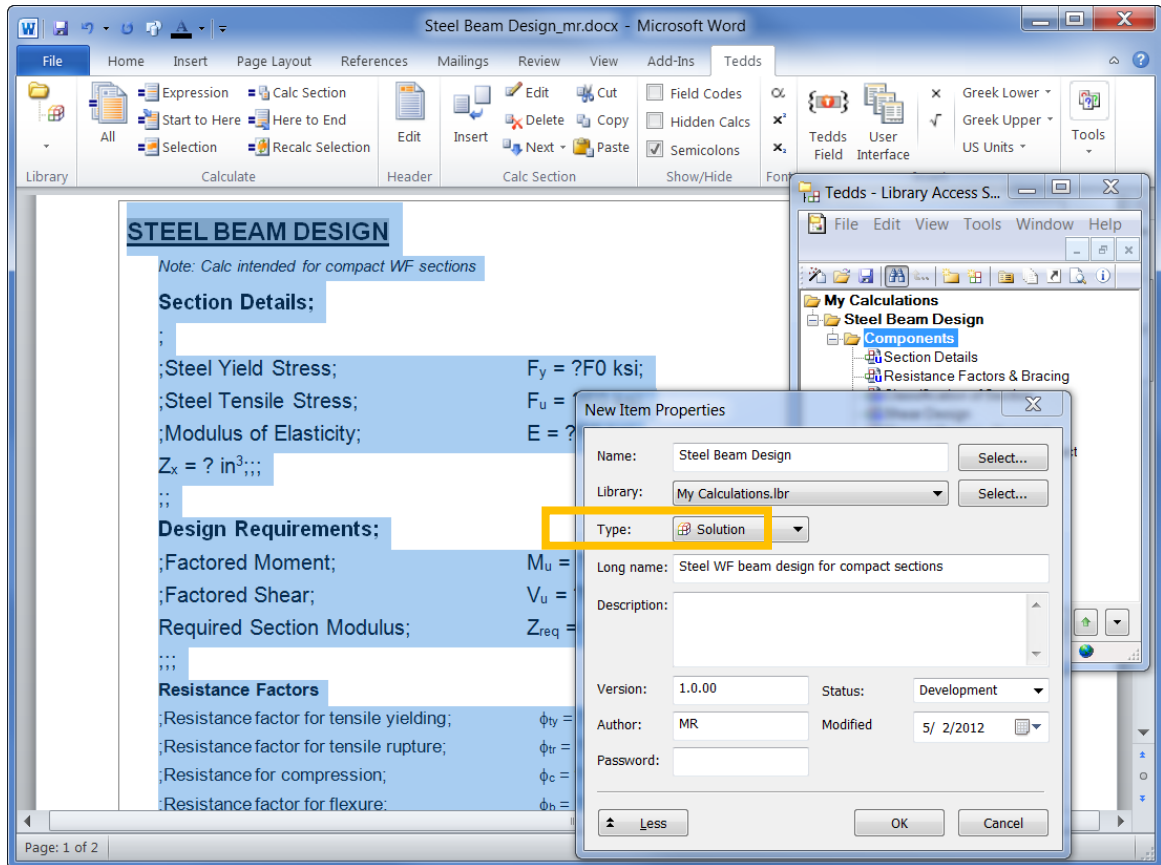 Steel Beam Design_mr.docx - Microsoft Word
File Home Insert Page Layout References Mailings Review View Add-Ins Tedds
All
Expression Calc Section
Start to Here Here to End
Selection Recalc Selection
Edit
Insert
Edit Cut
Delete Copy
Next Paste
Field Codes
Hidden Calcs
Semicolons
α
x²
x₂
Tedds Field
User Interface
×
√
Greek Lower
Greek Upper
US Units
Tools
Library Calculate Header Calc Section Show/Hide Font
STEEL BEAM DESIGN
Note: Calc intended for compact WF sections
Section Details;
;
;Steel Yield Stress; Fy = ?F0 ksi;
;Steel Tensile Stress; Fu =
;Modulus of Elasticity; E = ?
Zx = ? in³;;;
;;
Design Requirements;
;Factored Moment; Mu =
;Factored Shear; Vu =
Required Section Modulus; Zreq =
;;;
Resistance Factors
;Resistance factor for tensile yielding; ϕty =
;Resistance factor for tensile rupture; ϕtr =
;Resistance for compression; ϕc =
;Resistance factor for flexure; ϕb =
Page: 1 of 2
Tedds - Library Access S...
File Edit View Tools Window Help
My Calculations
Steel Beam Design
Components
Section Details
Resistance Factors & Bracing
New Item Properties
Name: Steel Beam Design Select...
Library: My Calculations.lbr Select...
Type: Solution
Long name: Steel WF beam design for compact sections
Description:
Version: 1.0.00 Status: Development
Author: MR Modified 5/ 2/2012
Password:
Less OK Cancel